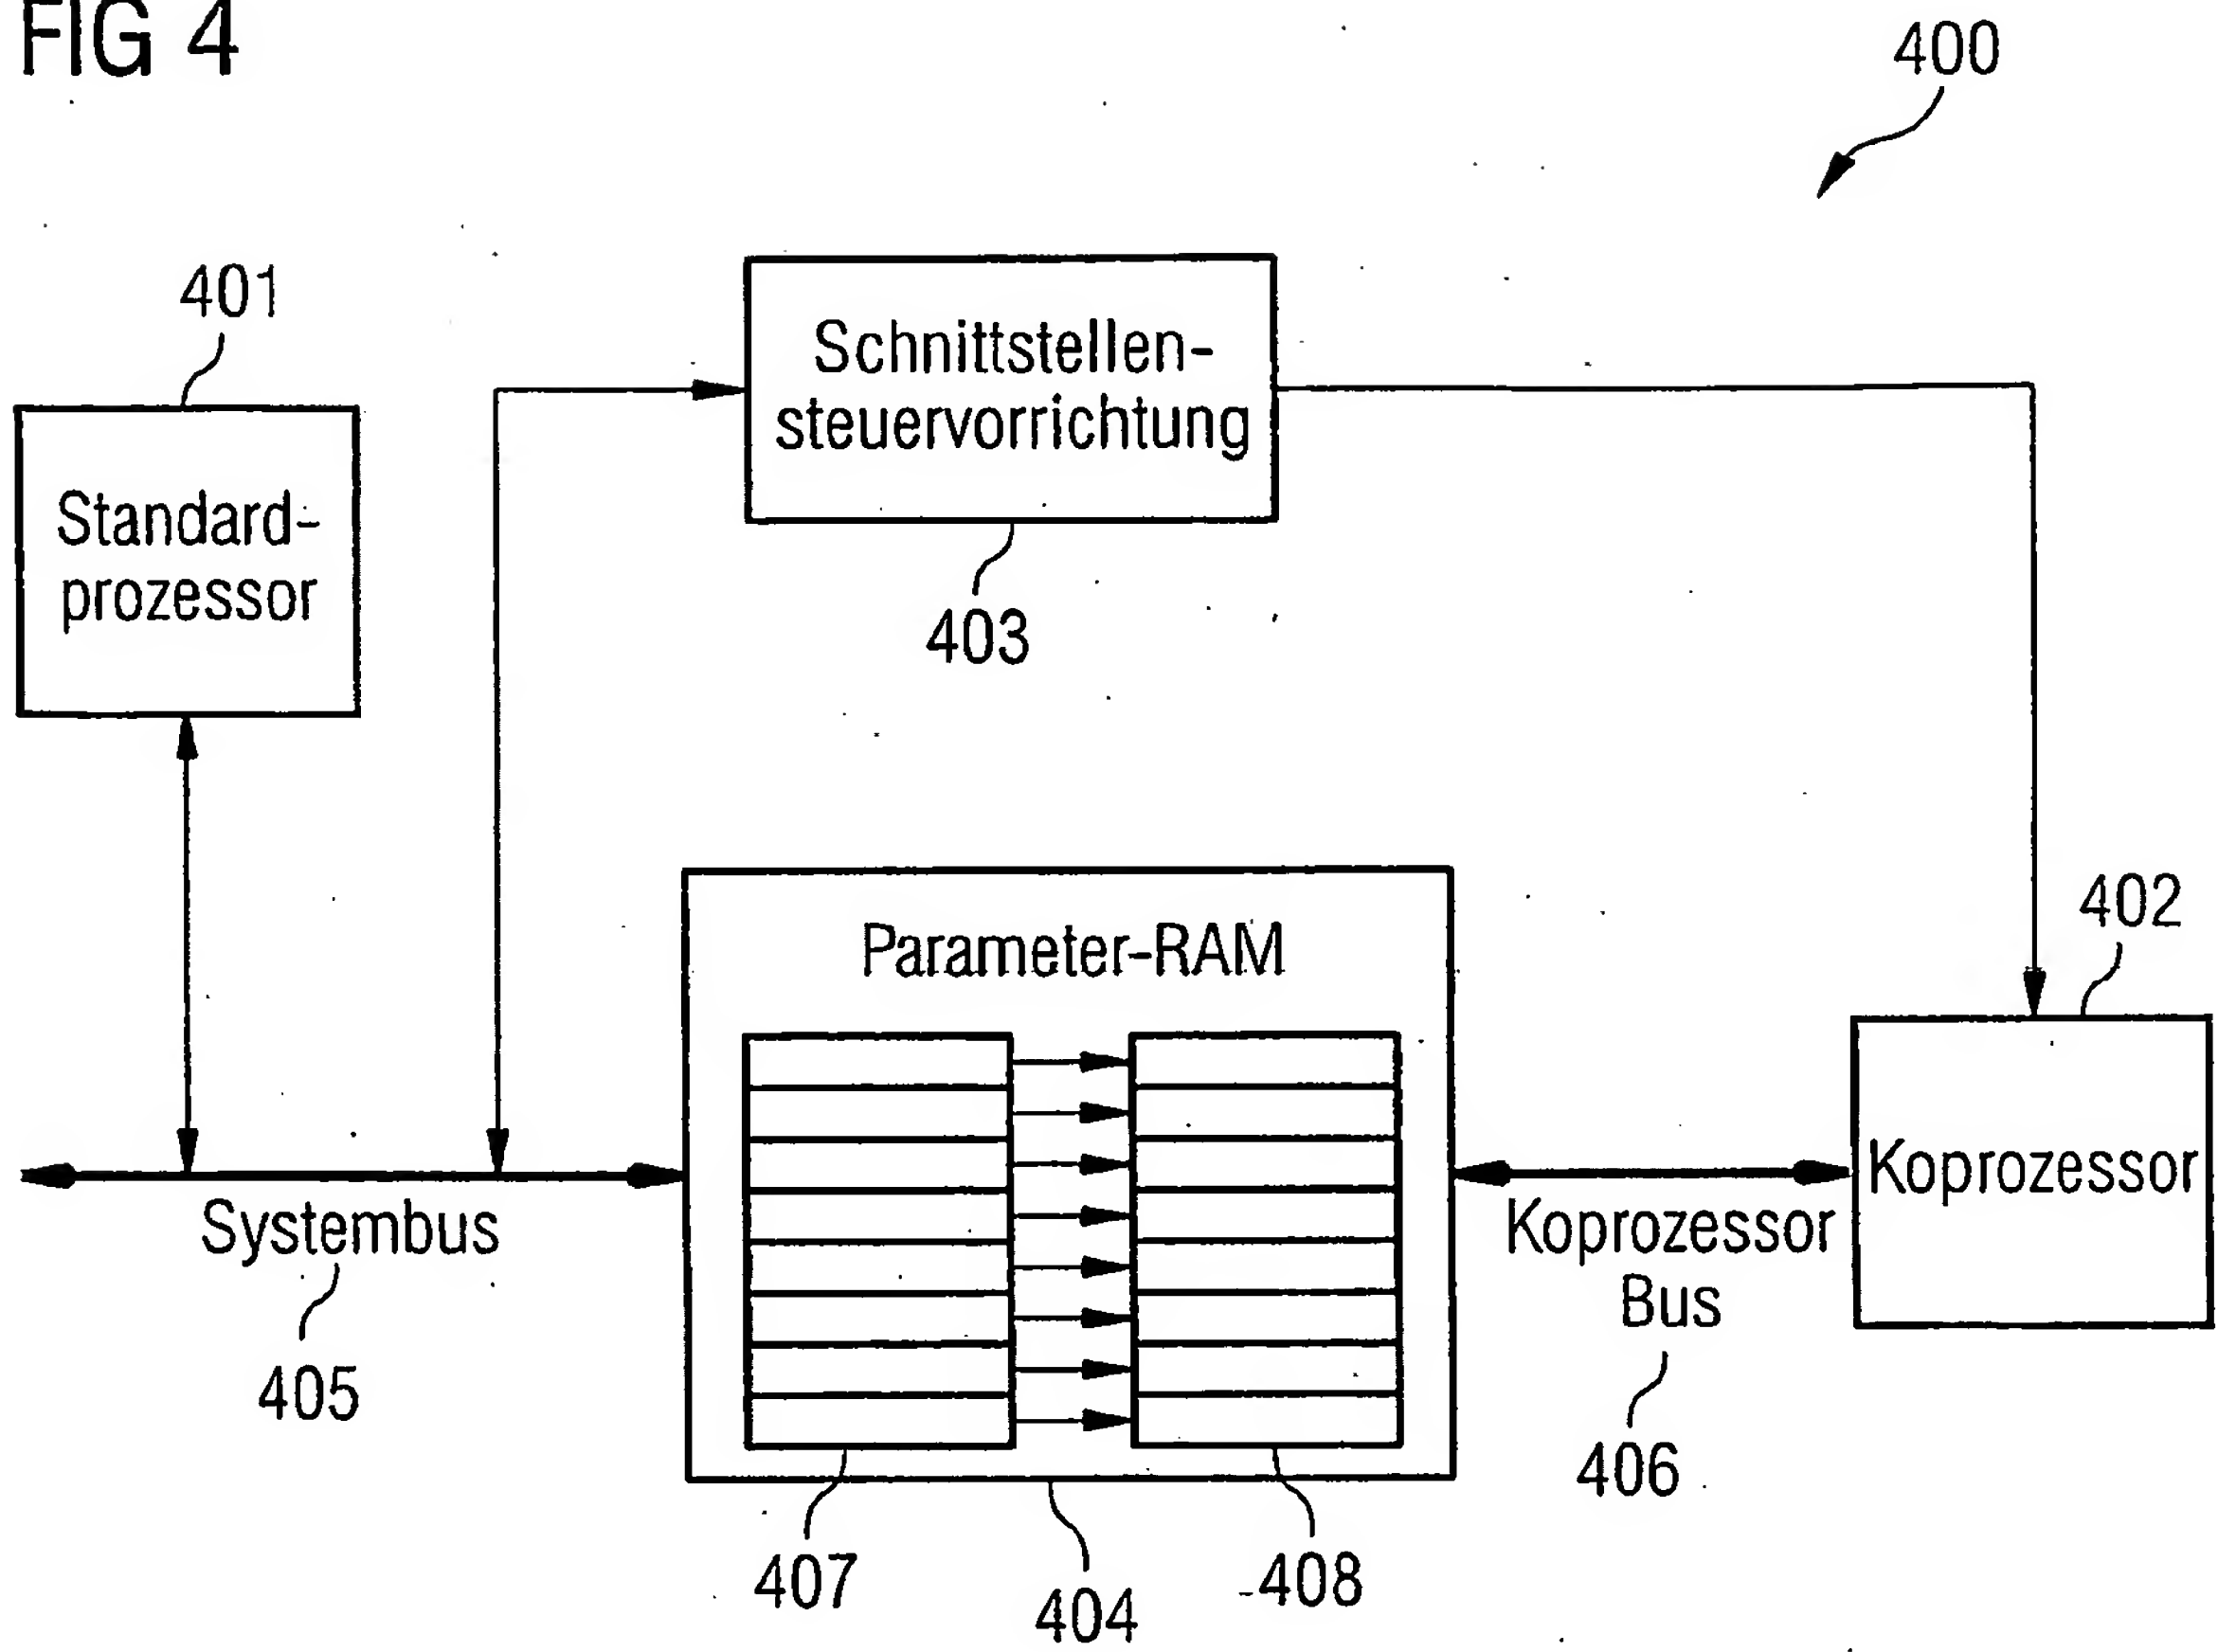 FIG 4
400
401
Schnittstellen-
steuervorrichtung
Standard-
prozessor
403
402
Parameter-RAM
Koprozessor
Systembus
Koprozessor
Bus
405
406
407
408
404